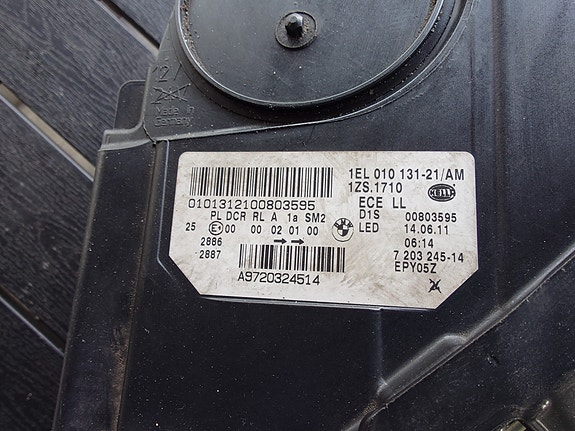 12
Made in
Germany
1EL 010 131-21/AM
1ZS.1710
HELLA
0101312100803595
ECE LL
PL DCR RL A 1a SM2
D1S 00803595
25 E1 00 00 02 01 00
LED 14.06.11
2886
06:14
2887
7 203 245-14
EPY05Z
A9720324514